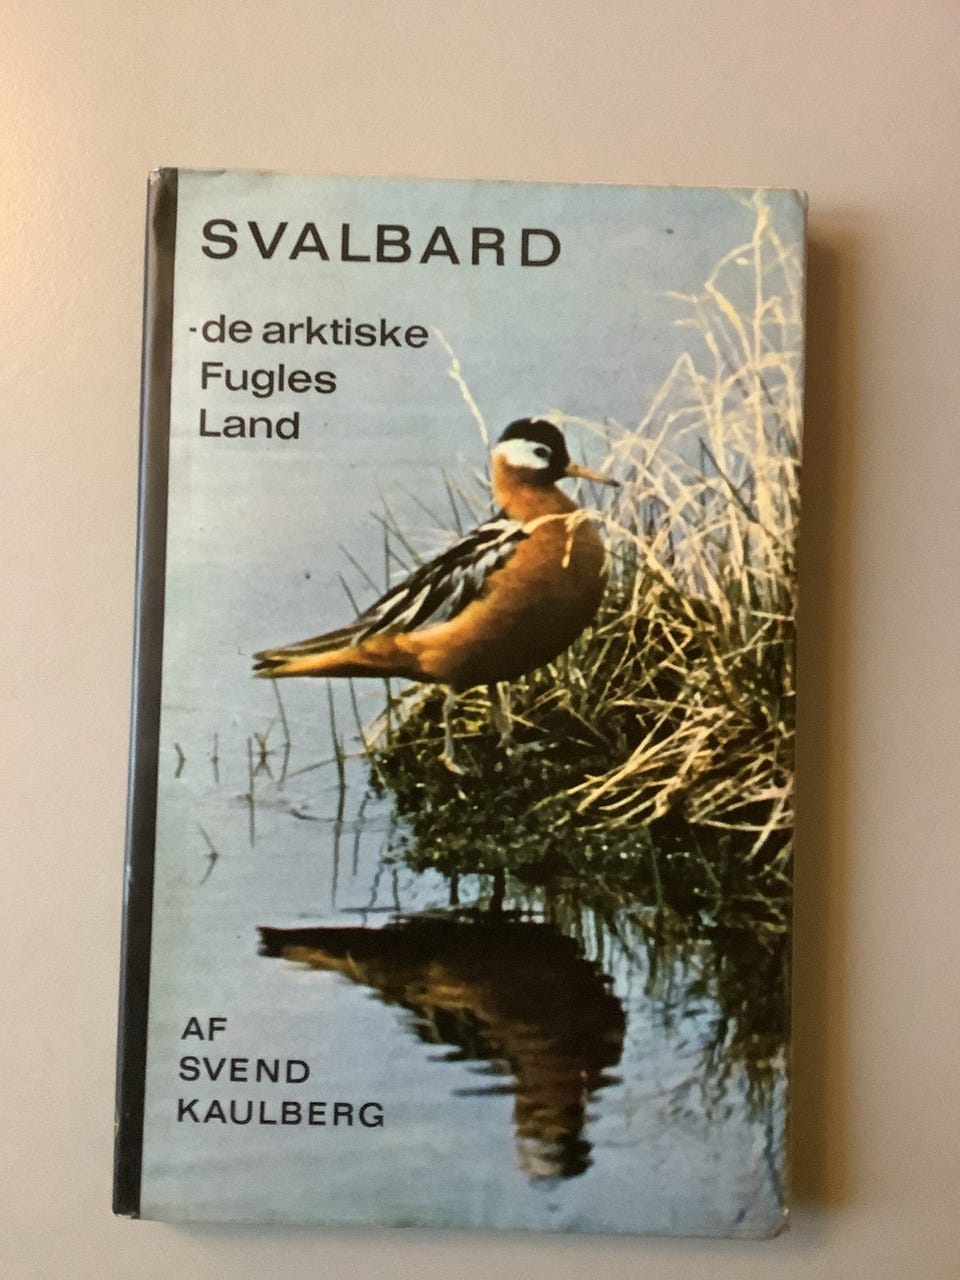 SVALBARD
-de arktiske
Fugles
Land
AF
SVEND
KAULBERG